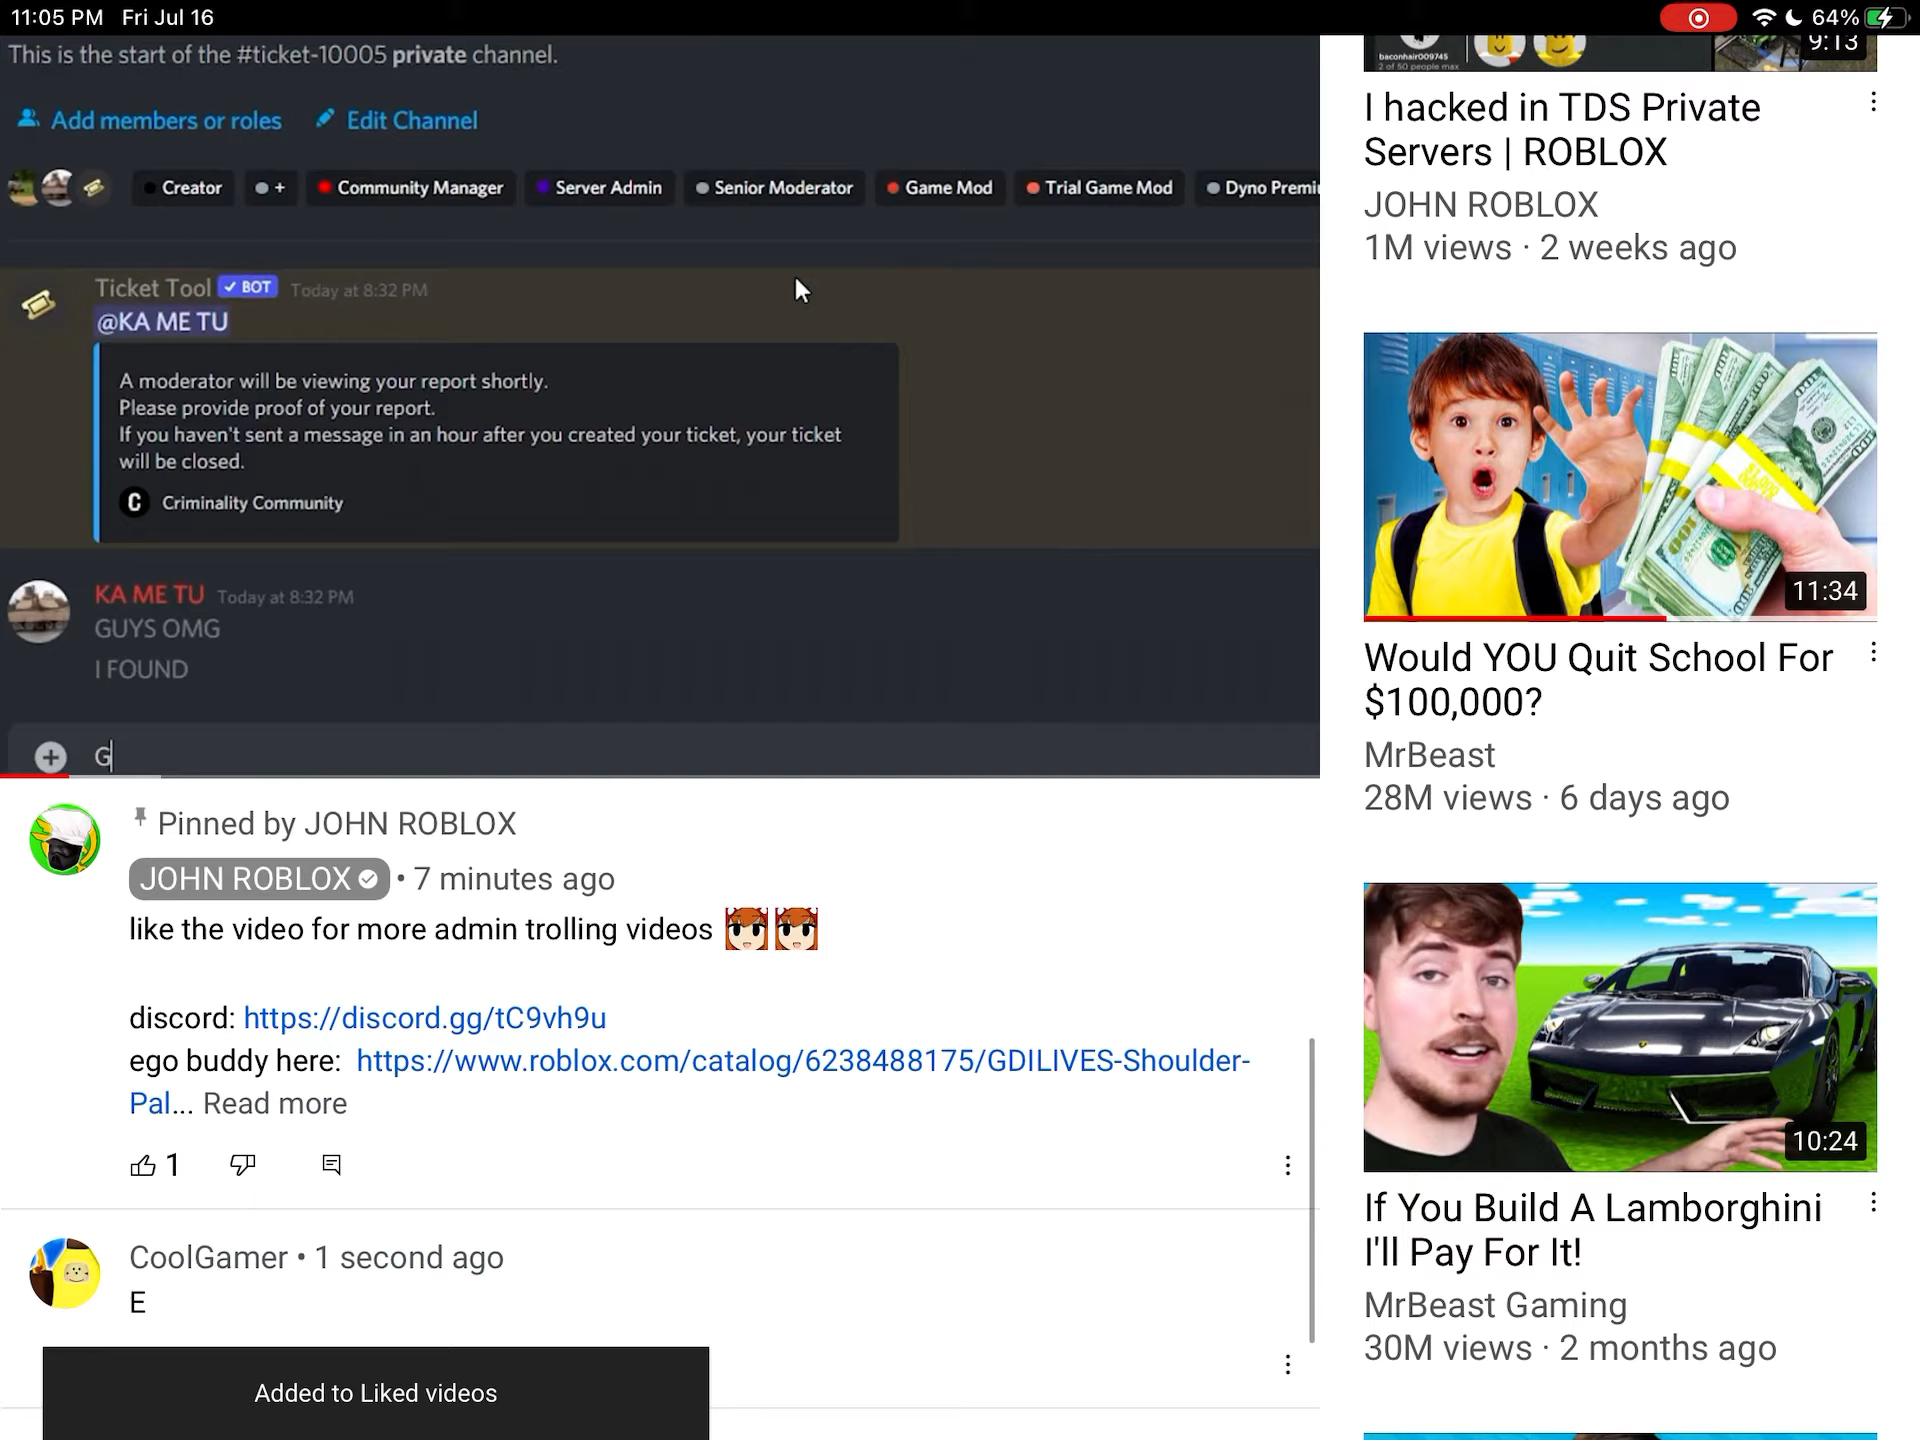 11:05 PM Fri Jul 16
64%
This is the start of the #ticket-10005 private channel.
Add members or roles Edit Channel
Creator + Community Manager Server Admin Senior Moderator Game Mod Trial Game Mod Dyno Premi
Ticket Tool BOT Today at 8:32 PM
@KA ME TU
A moderator will be viewing your report shortly.
Please provide proof of your report.
If you haven't sent a message in an hour after you created your ticket, your ticket
will be closed.
C Criminality Community
KA ME TU Today at 8:32 PM
GUYS OMG
I FOUND
G
Pinned by JOHN ROBLOX
JOHN ROBLOX • 7 minutes ago
like the video for more admin trolling videos
discord: https://discord.gg/tC9vh9u
ego buddy here: https://www.roblox.com/catalog/6238488175/GDILIVES-Shoulder-
Pal... Read more
1
CoolGamer • 1 second ago
E
Added to Liked videos
baconhair009745
2 of 50 people max
9:13
I hacked in TDS Private
Servers | ROBLOX
JOHN ROBLOX
1M views · 2 weeks ago
11:34
Would YOU Quit School For
$100,000?
MrBeast
28M views · 6 days ago
10:24
If You Build A Lamborghini
I'll Pay For It!
MrBeast Gaming
30M views · 2 months ago